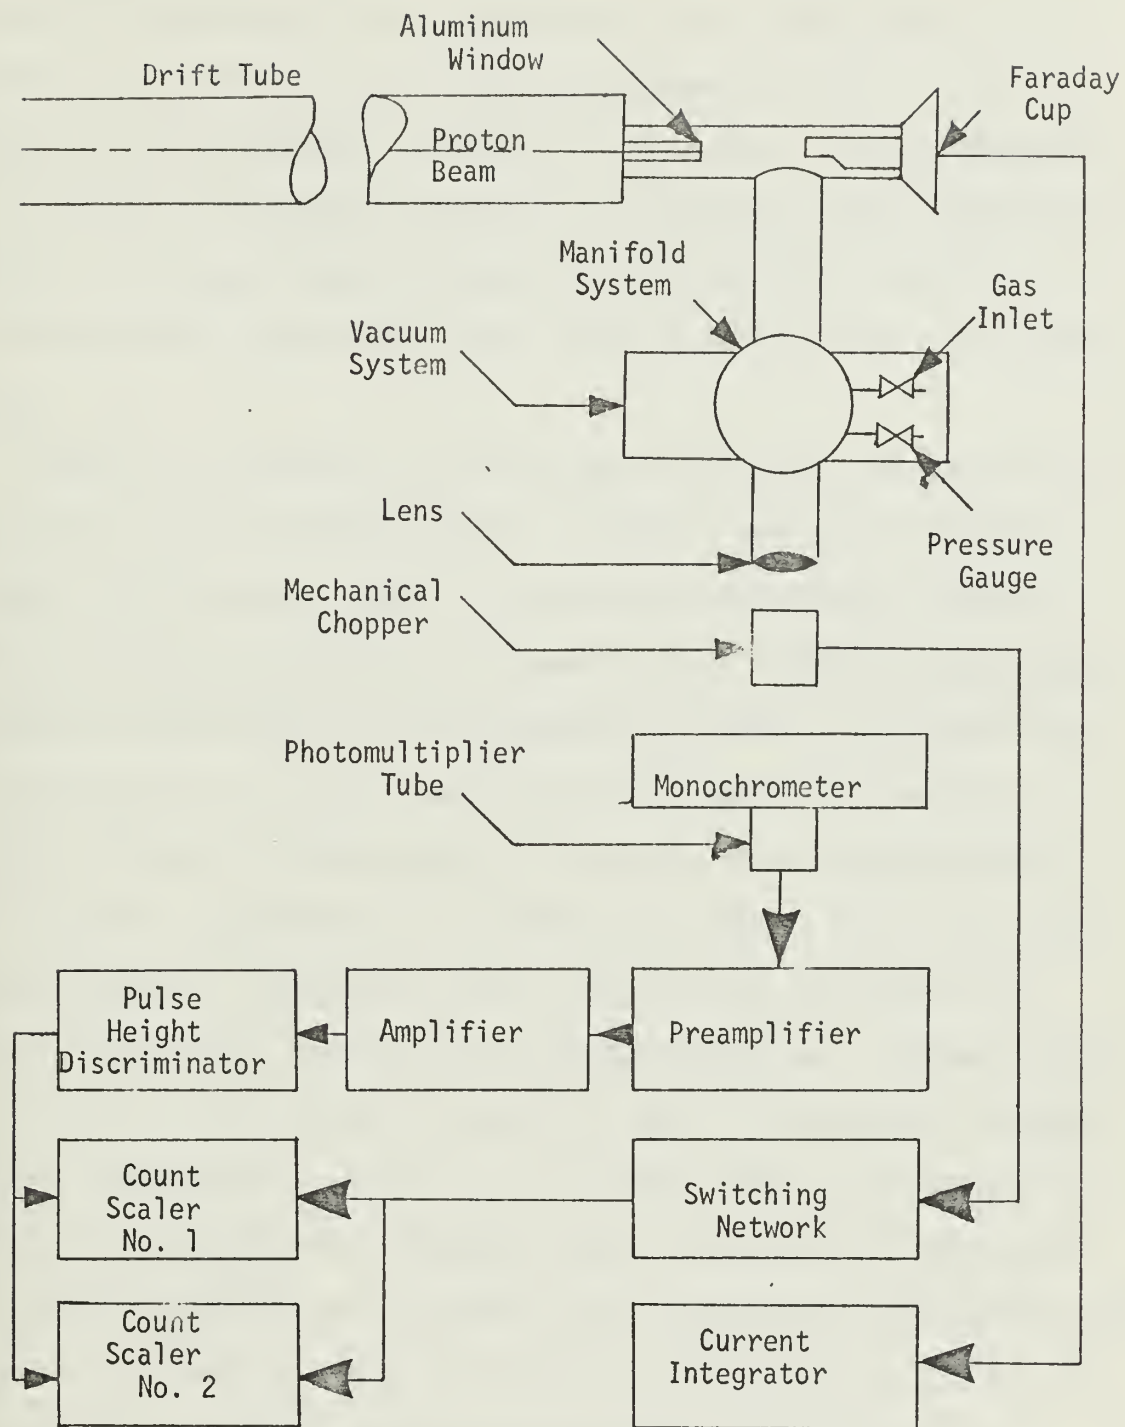 Aluminum
Window
Drift Tube
Faraday
Cup
Proton
Beam
Manifold
System
Gas
Inlet
Vacuum
System
Lens
Pressure
Gauge
Mechanical
Chopper
Photomultiplier
Tube
Monochrometer
Pulse
Height
Discriminator
Amplifier
Preamplifier
Count
Scaler
No. 1
Switching
Network
Count
Scaler
No. 2
Current
Integrator